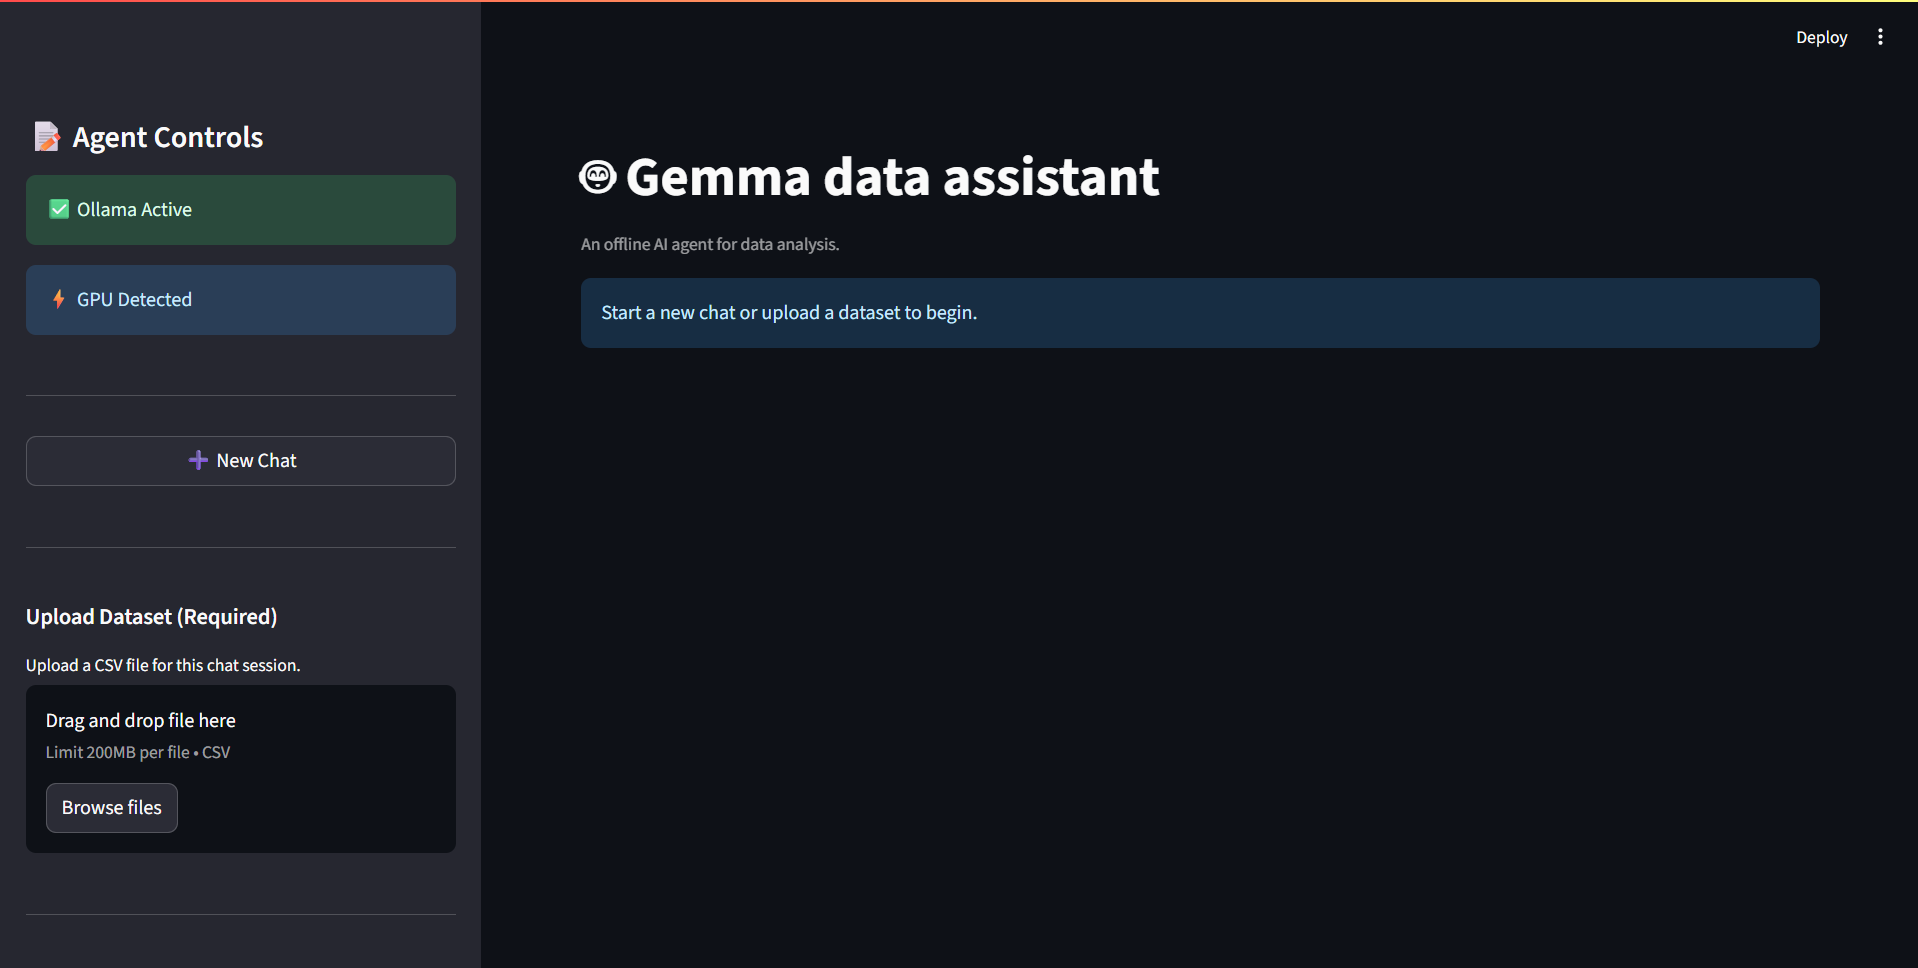 Deploy
Agent Controls
Ollama Active
GPU Detected
New Chat
Upload Dataset (Required)
Upload a CSV file for this chat session.
Drag and drop file here
Limit 200MB per file • CSV
Browse files
Gemma data assistant
An offline AI agent for data analysis.
Start a new chat or upload a dataset to begin.